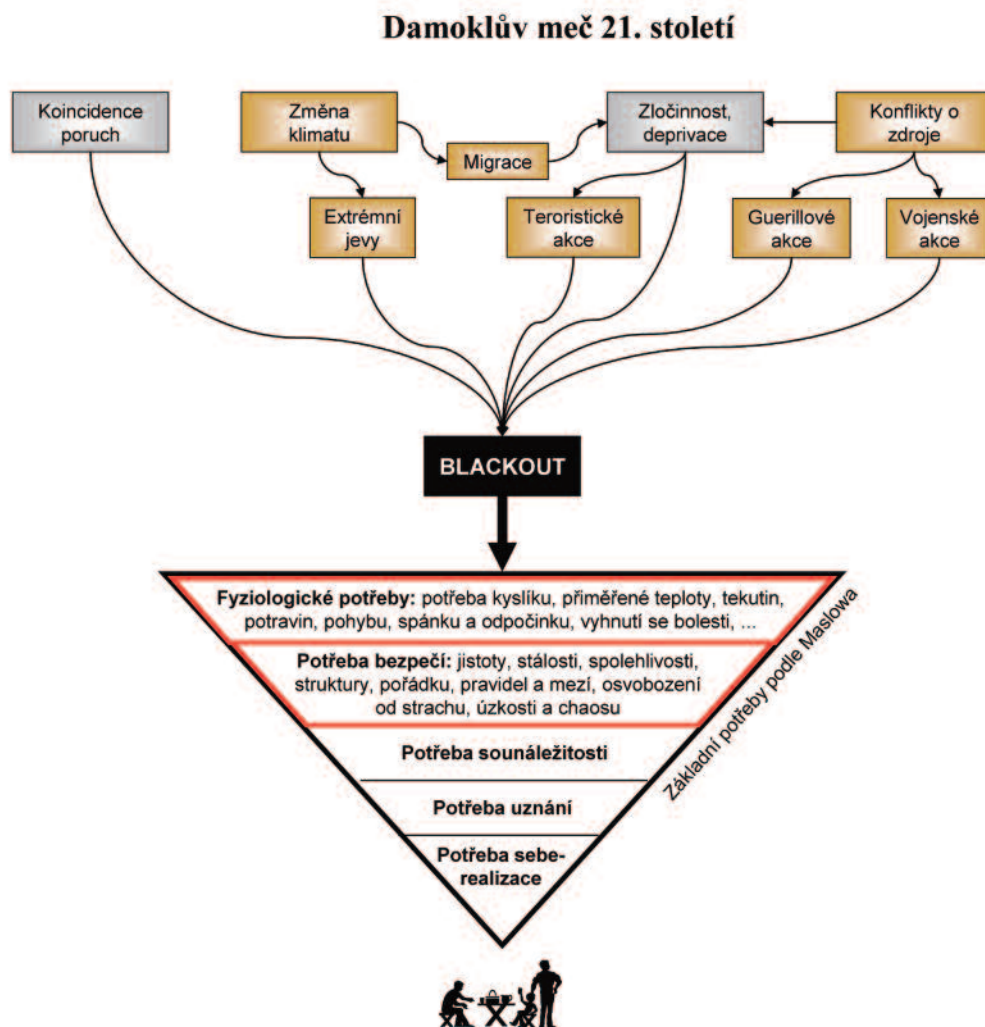 Damoklův meč 21. století
Koincidence
poruch
Změna
klimatu
Migrace
Zločinnost,
deprivace
Konflikty o
zdroje
Extrémní
jevy
Teroristické
akce
Guerillové
akce
Vojenské
akce
BLACKOUT
Fyziologické potřeby: potřeba kyslíku, přiměřené teploty, tekutin,
potravin, pohybu, spánku a odpočinku, vyhnutí se bolesti, ...
Potřeba bezpečí: jistoty, stálosti, spolehlivosti,
struktury, pořádku, pravidel a mezí, osvobození
od strachu, úzkosti a chaosu
Potřeba sounáležitosti
Potřeba uznání
Potřeba sebe-
realizace
Základní potřeby podle Maslowa